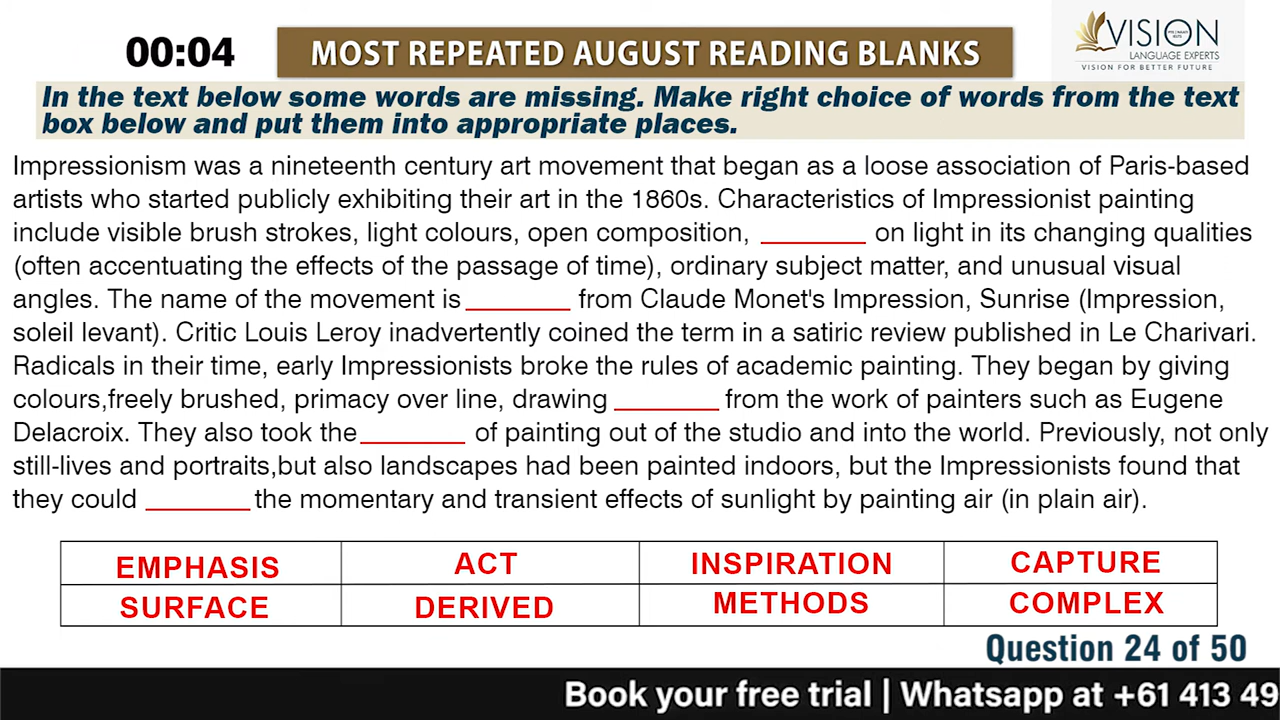 00:04
MOST REPEATED AUGUST READING BLANKS
VISION
LANGUAGE EXPERTS
VISION FOR BETTER FUTURE
In the text below some words are missing. Make right choice of words from the text
box below and put them into appropriate places.
Impressionism was a nineteenth century art movement that began as a loose association of Paris-based
artists who started publicly exhibiting their art in the 1860s. Characteristics of Impressionist painting
include visible brush strokes, light colours, open composition, ________ on light in its changing qualities
(often accentuating the effects of the passage of time), ordinary subject matter, and unusual visual
angles. The name of the movement is ________ from Claude Monet's Impression, Sunrise (Impression,
soleil levant). Critic Louis Leroy inadvertently coined the term in a satiric review published in Le Charivari.
Radicals in their time, early Impressionists broke the rules of academic painting. They began by giving
colours,freely brushed, primacy over line, drawing ________ from the work of painters such as Eugene
Delacroix. They also took the ________ of painting out of the studio and into the world. Previously, not only
still-lives and portraits,but also landscapes had been painted indoors, but the Impressionists found that
they could ________ the momentary and transient effects of sunlight by painting air (in plain air).
EMPHASIS ACT INSPIRATION CAPTURE
SURFACE DERIVED METHODS COMPLEX
Question 24 of 50
Book your free trial | Whatsapp at +61 413 49